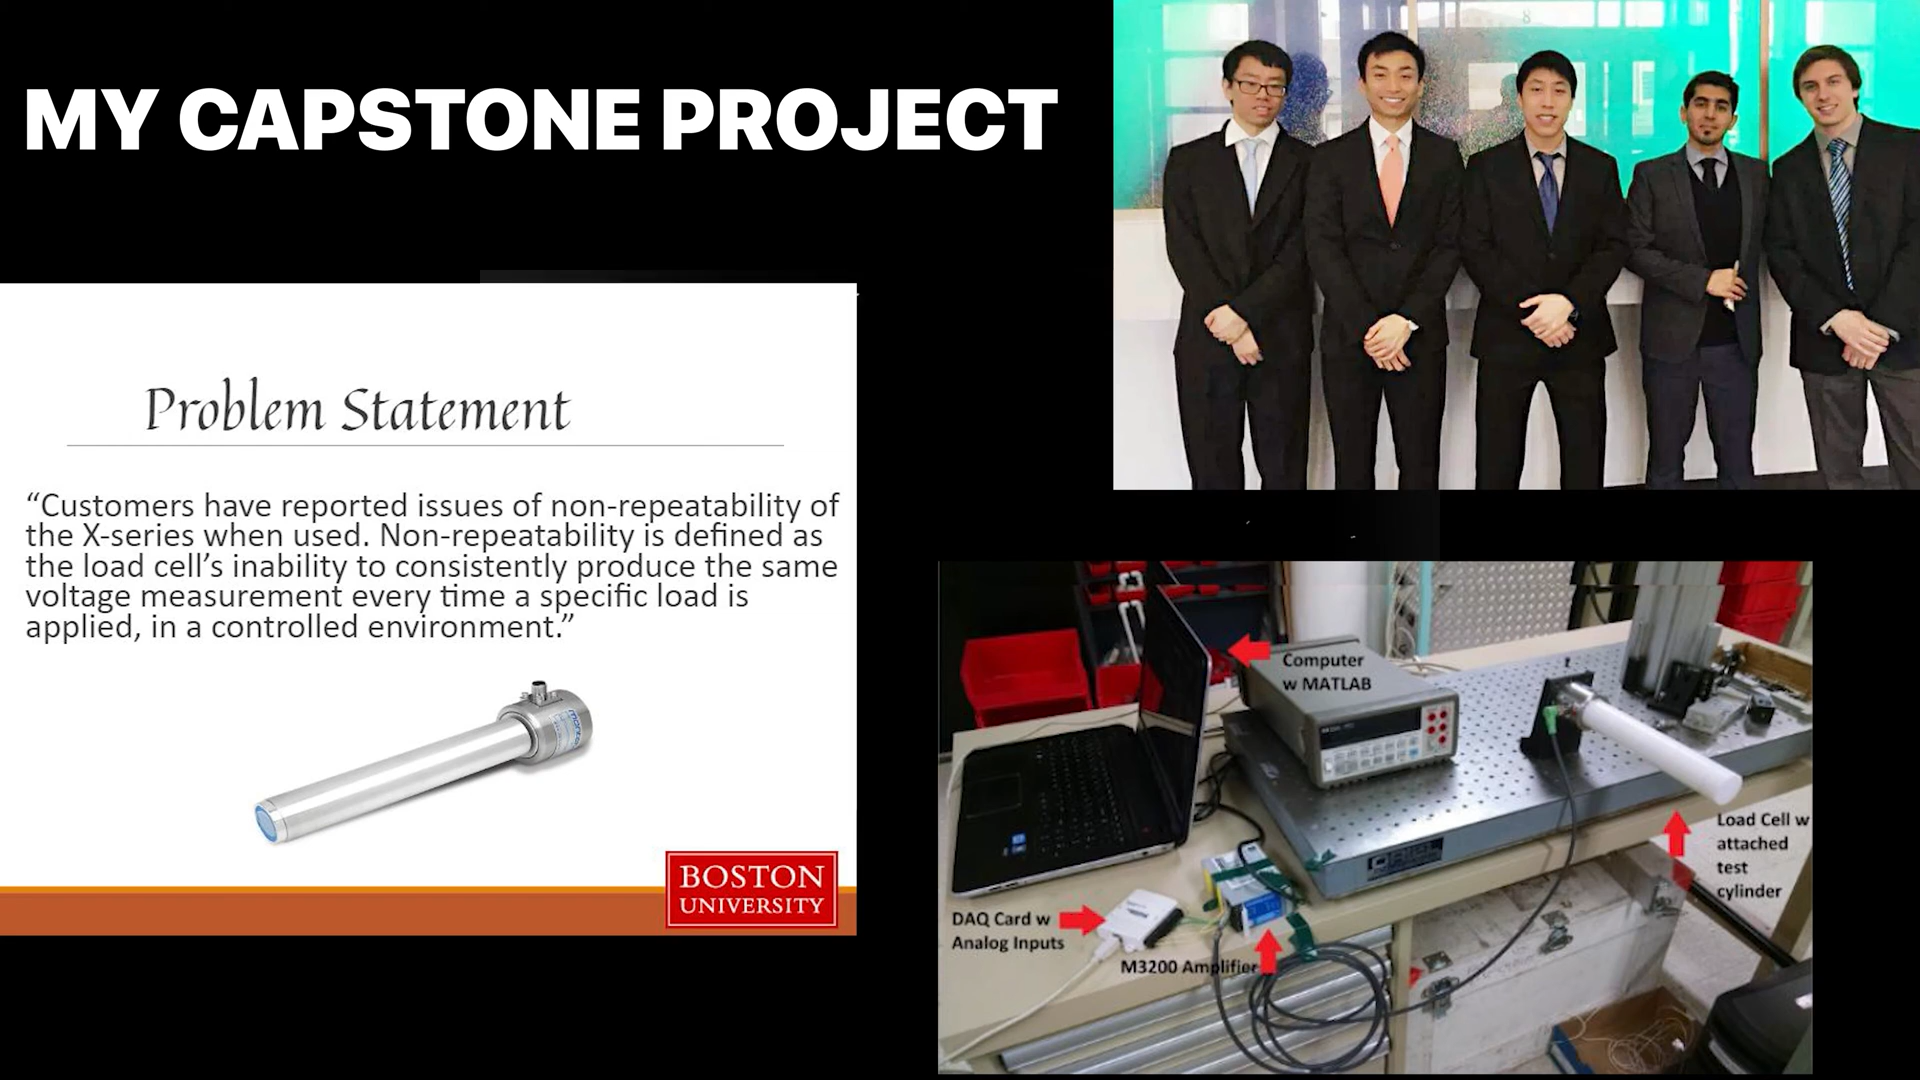 MY CAPSTONE PROJECT
Problem Statement
“Customers have reported issues of non-repeatability of
the X-series when used. Non-repeatability is defined as
the load cell’s inability to consistently produce the same
voltage measurement every time a specific load is
applied, in a controlled environment.”
BOSTON
UNIVERSITY
Computer
w MATLAB
Load Cell w
attached
test
cylinder
DAQ Card w
Analog Inputs
M3200 Amplifier